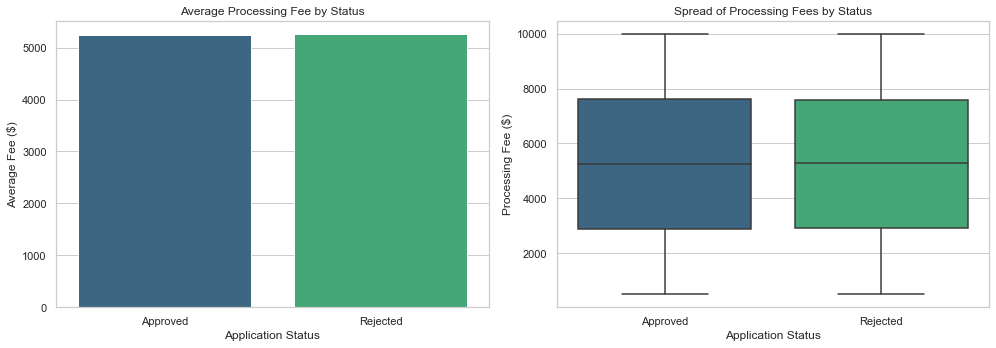 Average Processing Fee by Status
Average Fee ($)
5000
4000
3000
2000
1000
0
Approved
Rejected
Application Status
Spread of Processing Fees by Status
Processing Fee ($)
10000
8000
6000
4000
2000
Approved
Rejected
Application Status